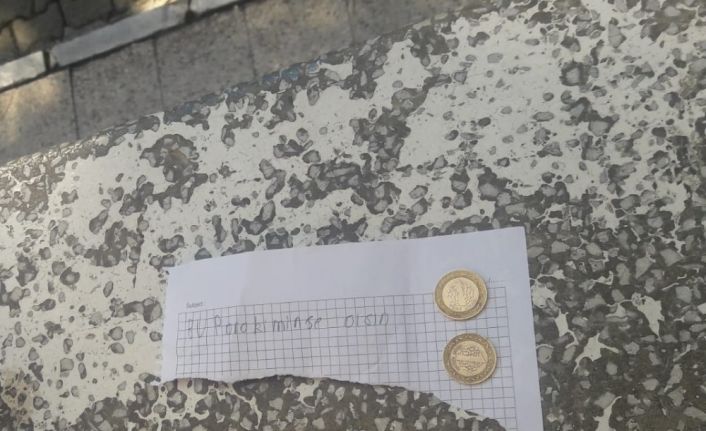 Subject:
Bu Para kiminse olsun